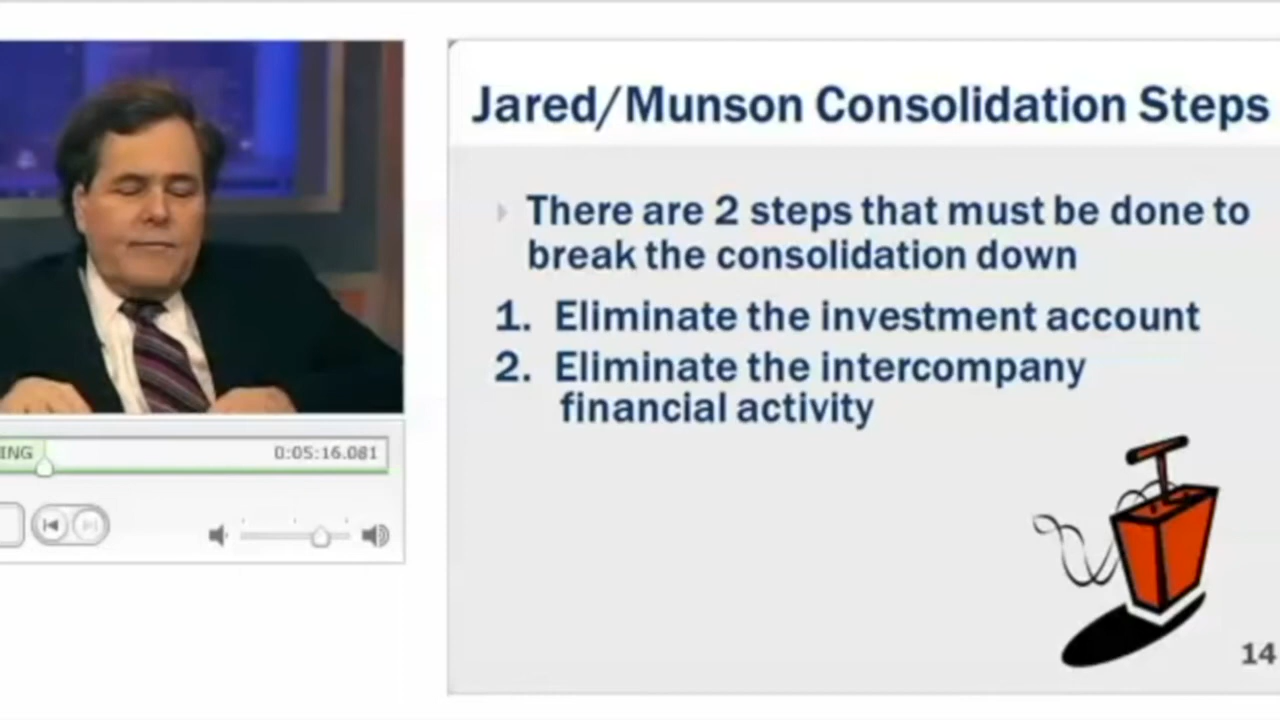 Jared/Munson Consolidation Steps
There are 2 steps that must be done to
break the consolidation down
1. Eliminate the investment account
2. Eliminate the intercompany
financial activity
ING 0:05:16.081
14